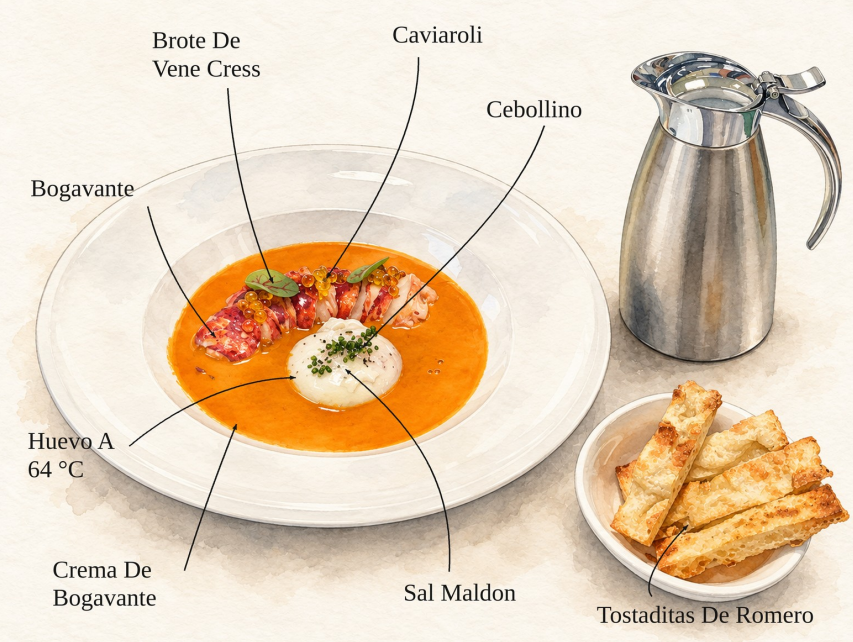 Brote De
Vene Cress
Caviaroli
Cebollino
Bogavante
Huevo A
64 °C
Crema De
Bogavante
Sal Maldon
Tostaditas De Romero